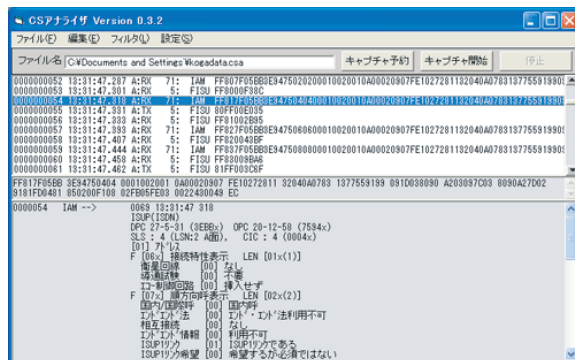 CSアナライザ Version 0.3.2
ファイル(F) 編集(E) フィルタ(L) 設定(S)
ファイル名 C:¥Documents and Settings¥kogadata.csa キャプチャ予約 キャプチャ開始 停止
0000000052 13:31:47.287 A:RX 71: IAM FF807F05BB3E9475020200010020010A00020907FE1027281132040A0783137755919903
0000000053 13:31:47.301 A:RX 5: FISU FF8000F38C
0000000054 13:31:47.318 A:RX 71: IAM FF817F05BB3E9475040400010020010A00020907FE1027281132040A0783137755919903
0000000055 13:31:47.331 A:TX 5: FISU 80FF00E035
0000000056 13:31:47.333 A:RX 5: FISU FF81002B95
0000000057 13:31:47.393 A:RX 71: IAM FF827F05BB3E9475060600010020010A00020907FE1027281132040A0783137755919903
0000000058 13:31:47.407 A:RX 5: FISU FF820043BF
0000000059 13:31:47.444 A:RX 71: IAM FF837F05BB3E9475080800010020010A00020907FE1027281132040A0783137755919903
0000000060 13:31:47.458 A:RX 5: FISU FF83009BA6
0000000061 13:31:47.462 A:TX 5: FISU 81FF003C8F
FF817F05BB 3E94750404 0001002001 0A00020907 FE10272811 32040A0783 1377559199 091D038090 A203097C03 8090A27D02
9181FD0481 850200F108 02FB05FE03 0022430049 EC
0000054 IAM --> 0069 13:31:47 318
ISUP(ISDN)
DPC 27-5-31 (3EBBx) OPC 20-12-58 (7594x)
SLS : 4 (LSN:2 A面), CIC : 4 (0004x)
[01] アドレス
F [06x] 接続特性表示 LEN [01x(1)]
衛星回線 [00] なし
導通試験 [00] 不要
エコー制御回路 [00] 挿入せず
F [07x] 順方向呼表示 LEN [02x(2)]
国内/国際呼 [00] 国内呼
エンド・エンド法 [00] エンド・エンド法利用不可
相互接続 [00] なし
エンド・エンド情報 [00] 利用不可
ISUPリンク [01] ISUPリンクである
ISUPリンク希望 [00] 希望するが必須ではない